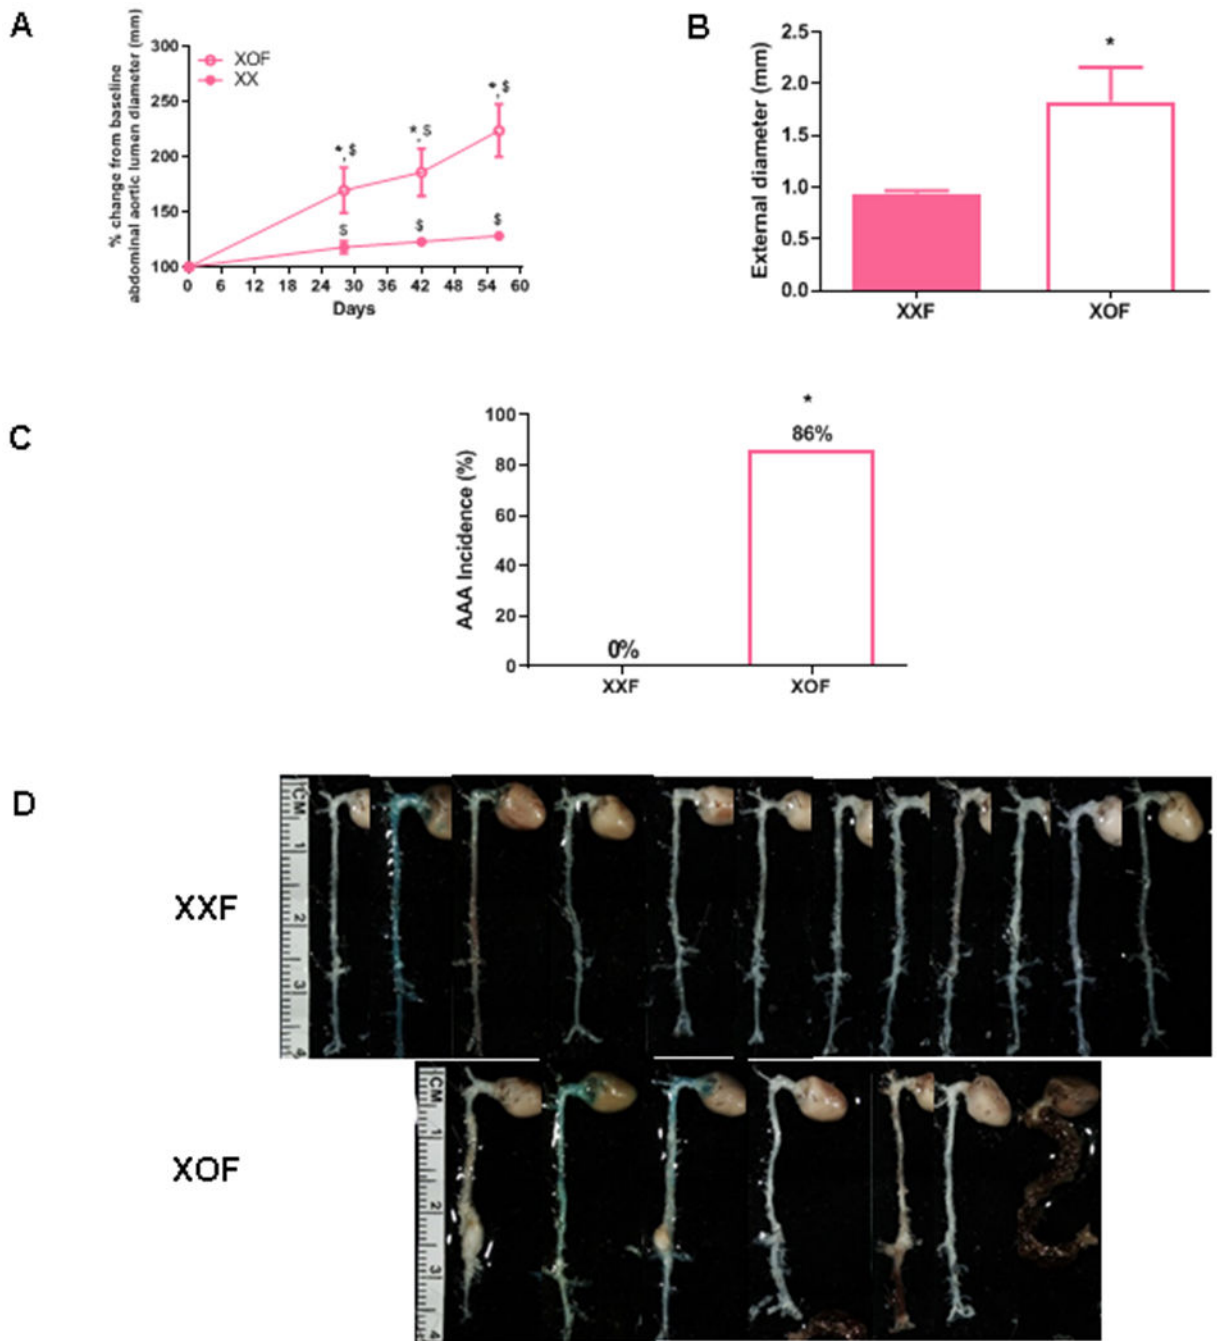 A
% change from baseline
abdominal aortic lumen diameter (mm)
300
250
200
150
100
XOF
XX
*,$
*,$
*,$
$
$
$
0 6 12 18 24 30 36 42 48 54 60
Days
B
External diameter (mm)
2.5
2.0
1.5
1.0
0.5
0.0
*
XXF XOF
C
AAA Incidence (%)
100
80
60
40
20
0
*
86%
0%
XXF XOF
D
XXF
CM
1
2
3
4
XOF
CM
1
2
3
4